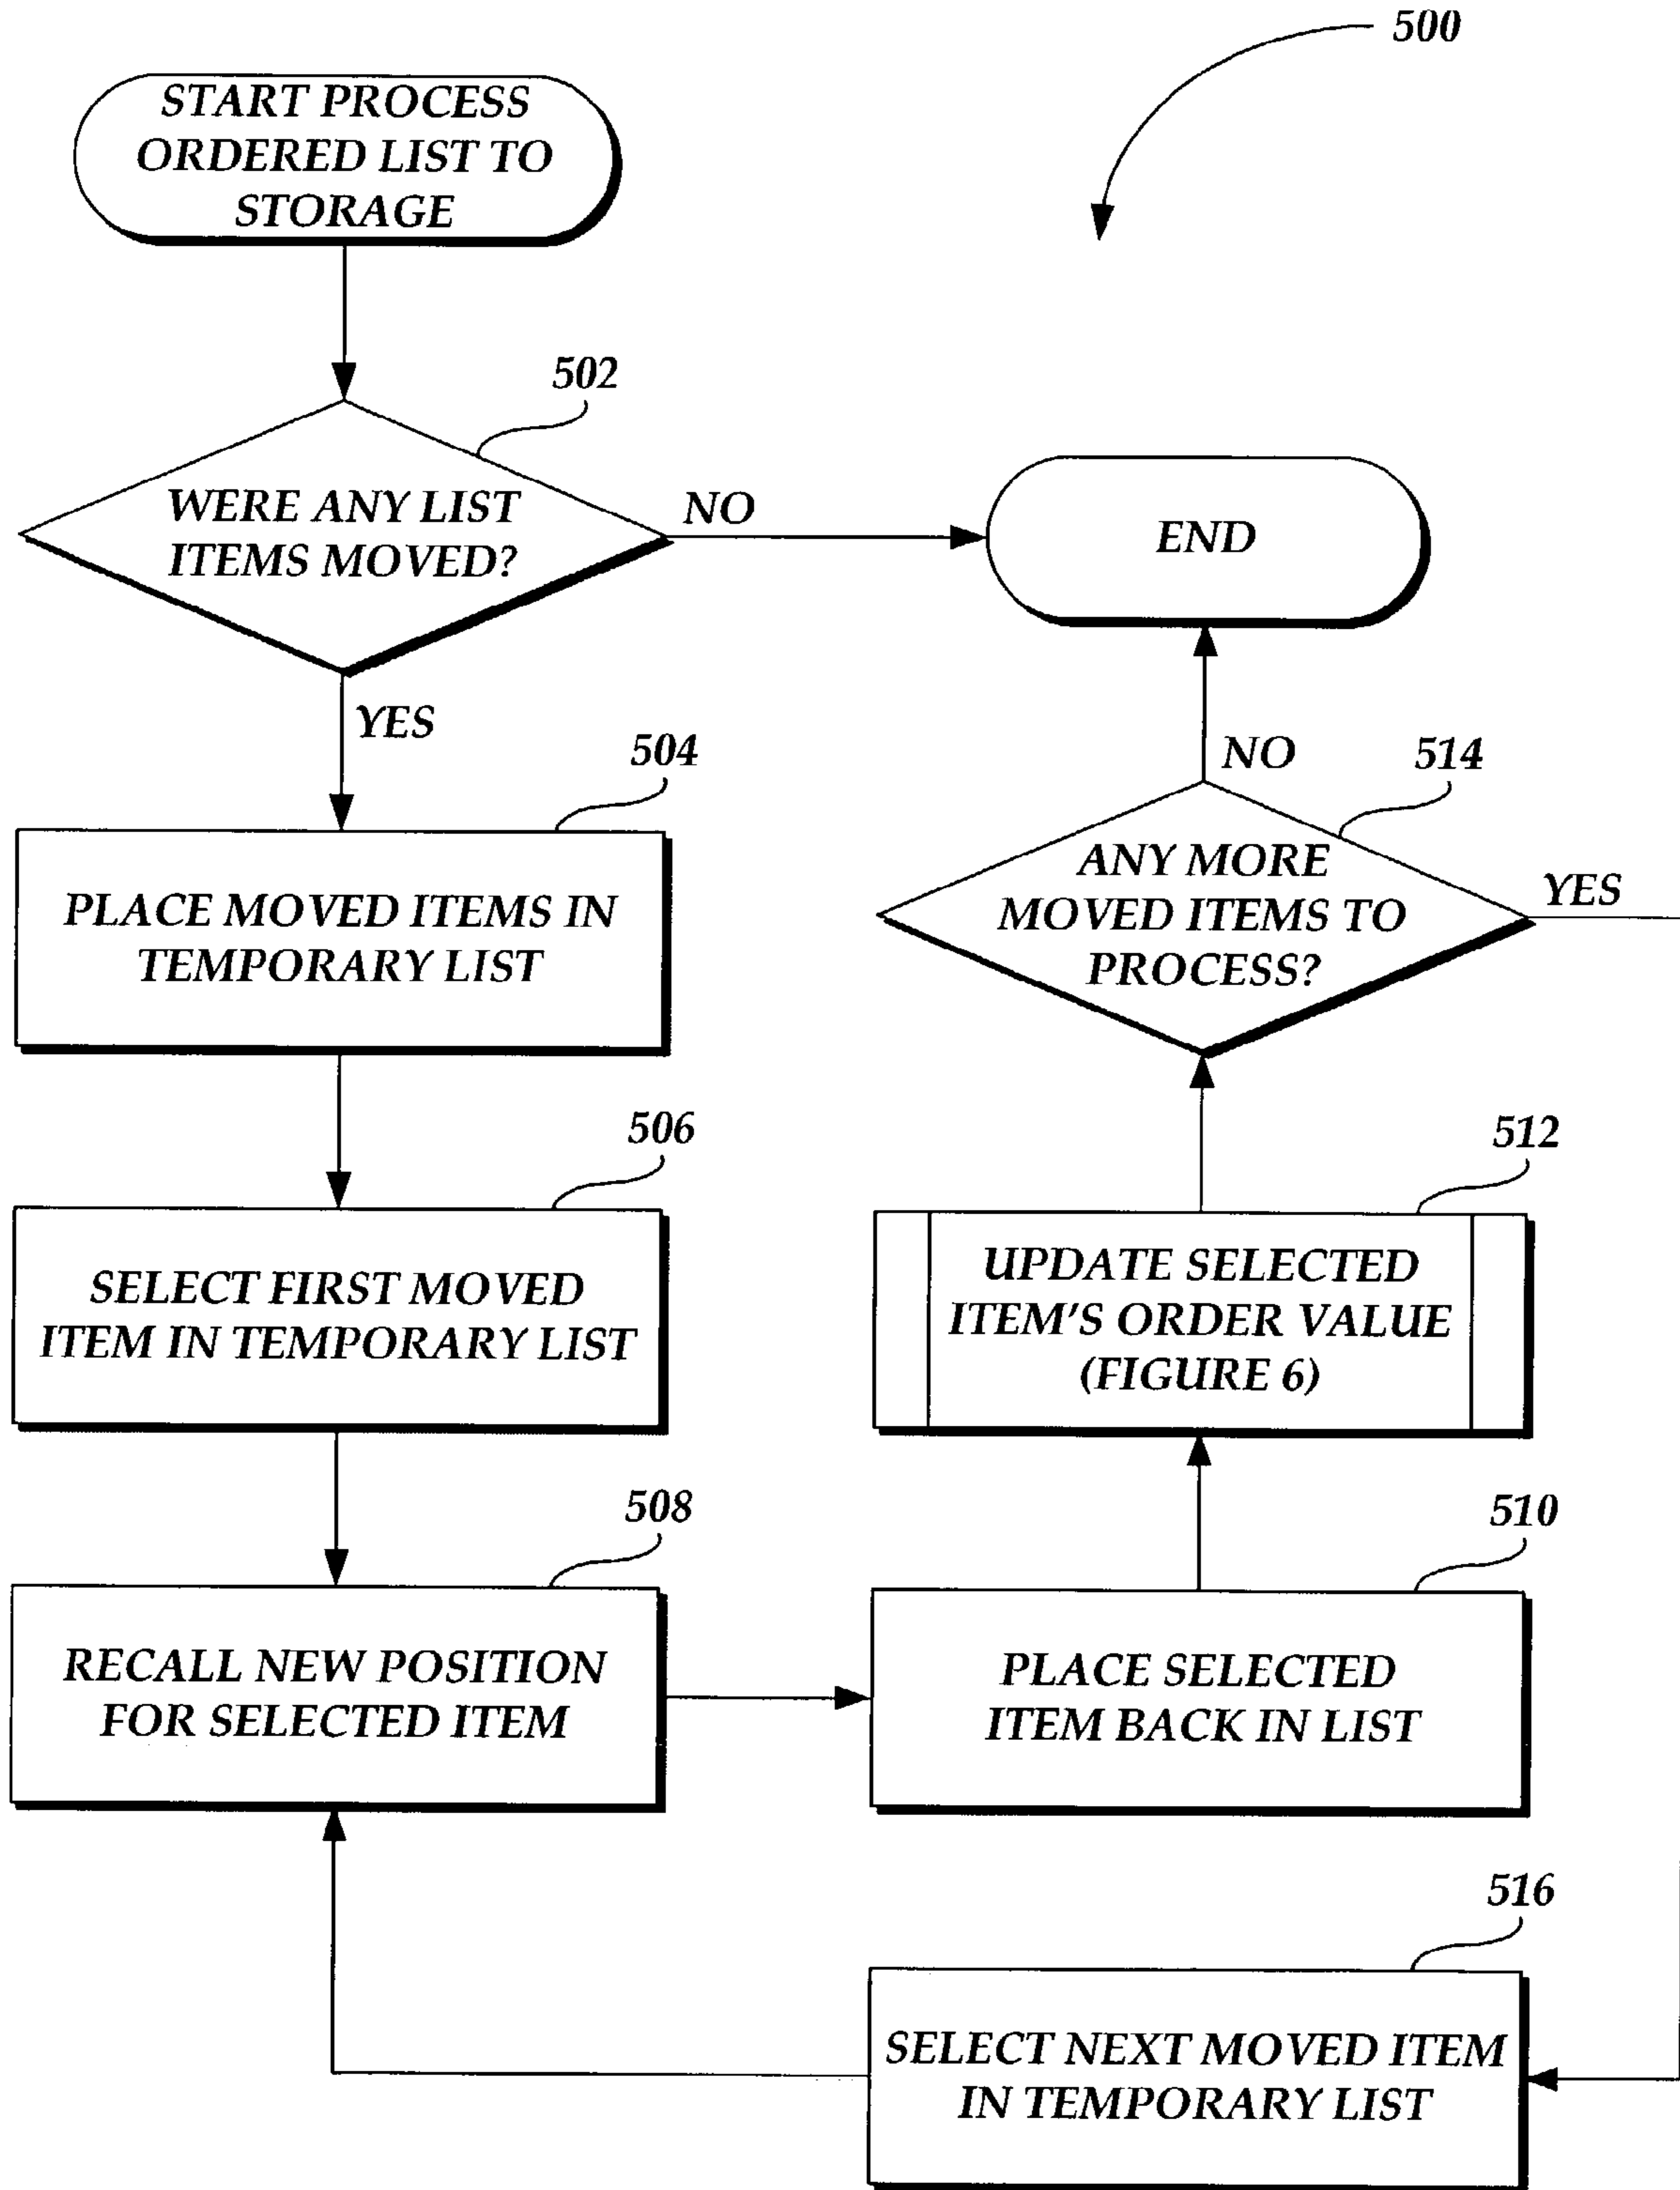 500
START PROCESS
ORDERED LIST TO
STORAGE
502
WERE ANY LIST
ITEMS MOVED?
NO
END
YES
504
PLACE MOVED ITEMS IN
TEMPORARY LIST
506
SELECT FIRST MOVED
ITEM IN TEMPORARY LIST
508
RECALL NEW POSITION
FOR SELECTED ITEM
510
PLACE SELECTED
ITEM BACK IN LIST
512
UPDATE SELECTED
ITEM'S ORDER VALUE
(FIGURE 6)
514
ANY MORE
MOVED ITEMS TO
PROCESS?
NO
YES
516
SELECT NEXT MOVED ITEM
IN TEMPORARY LIST